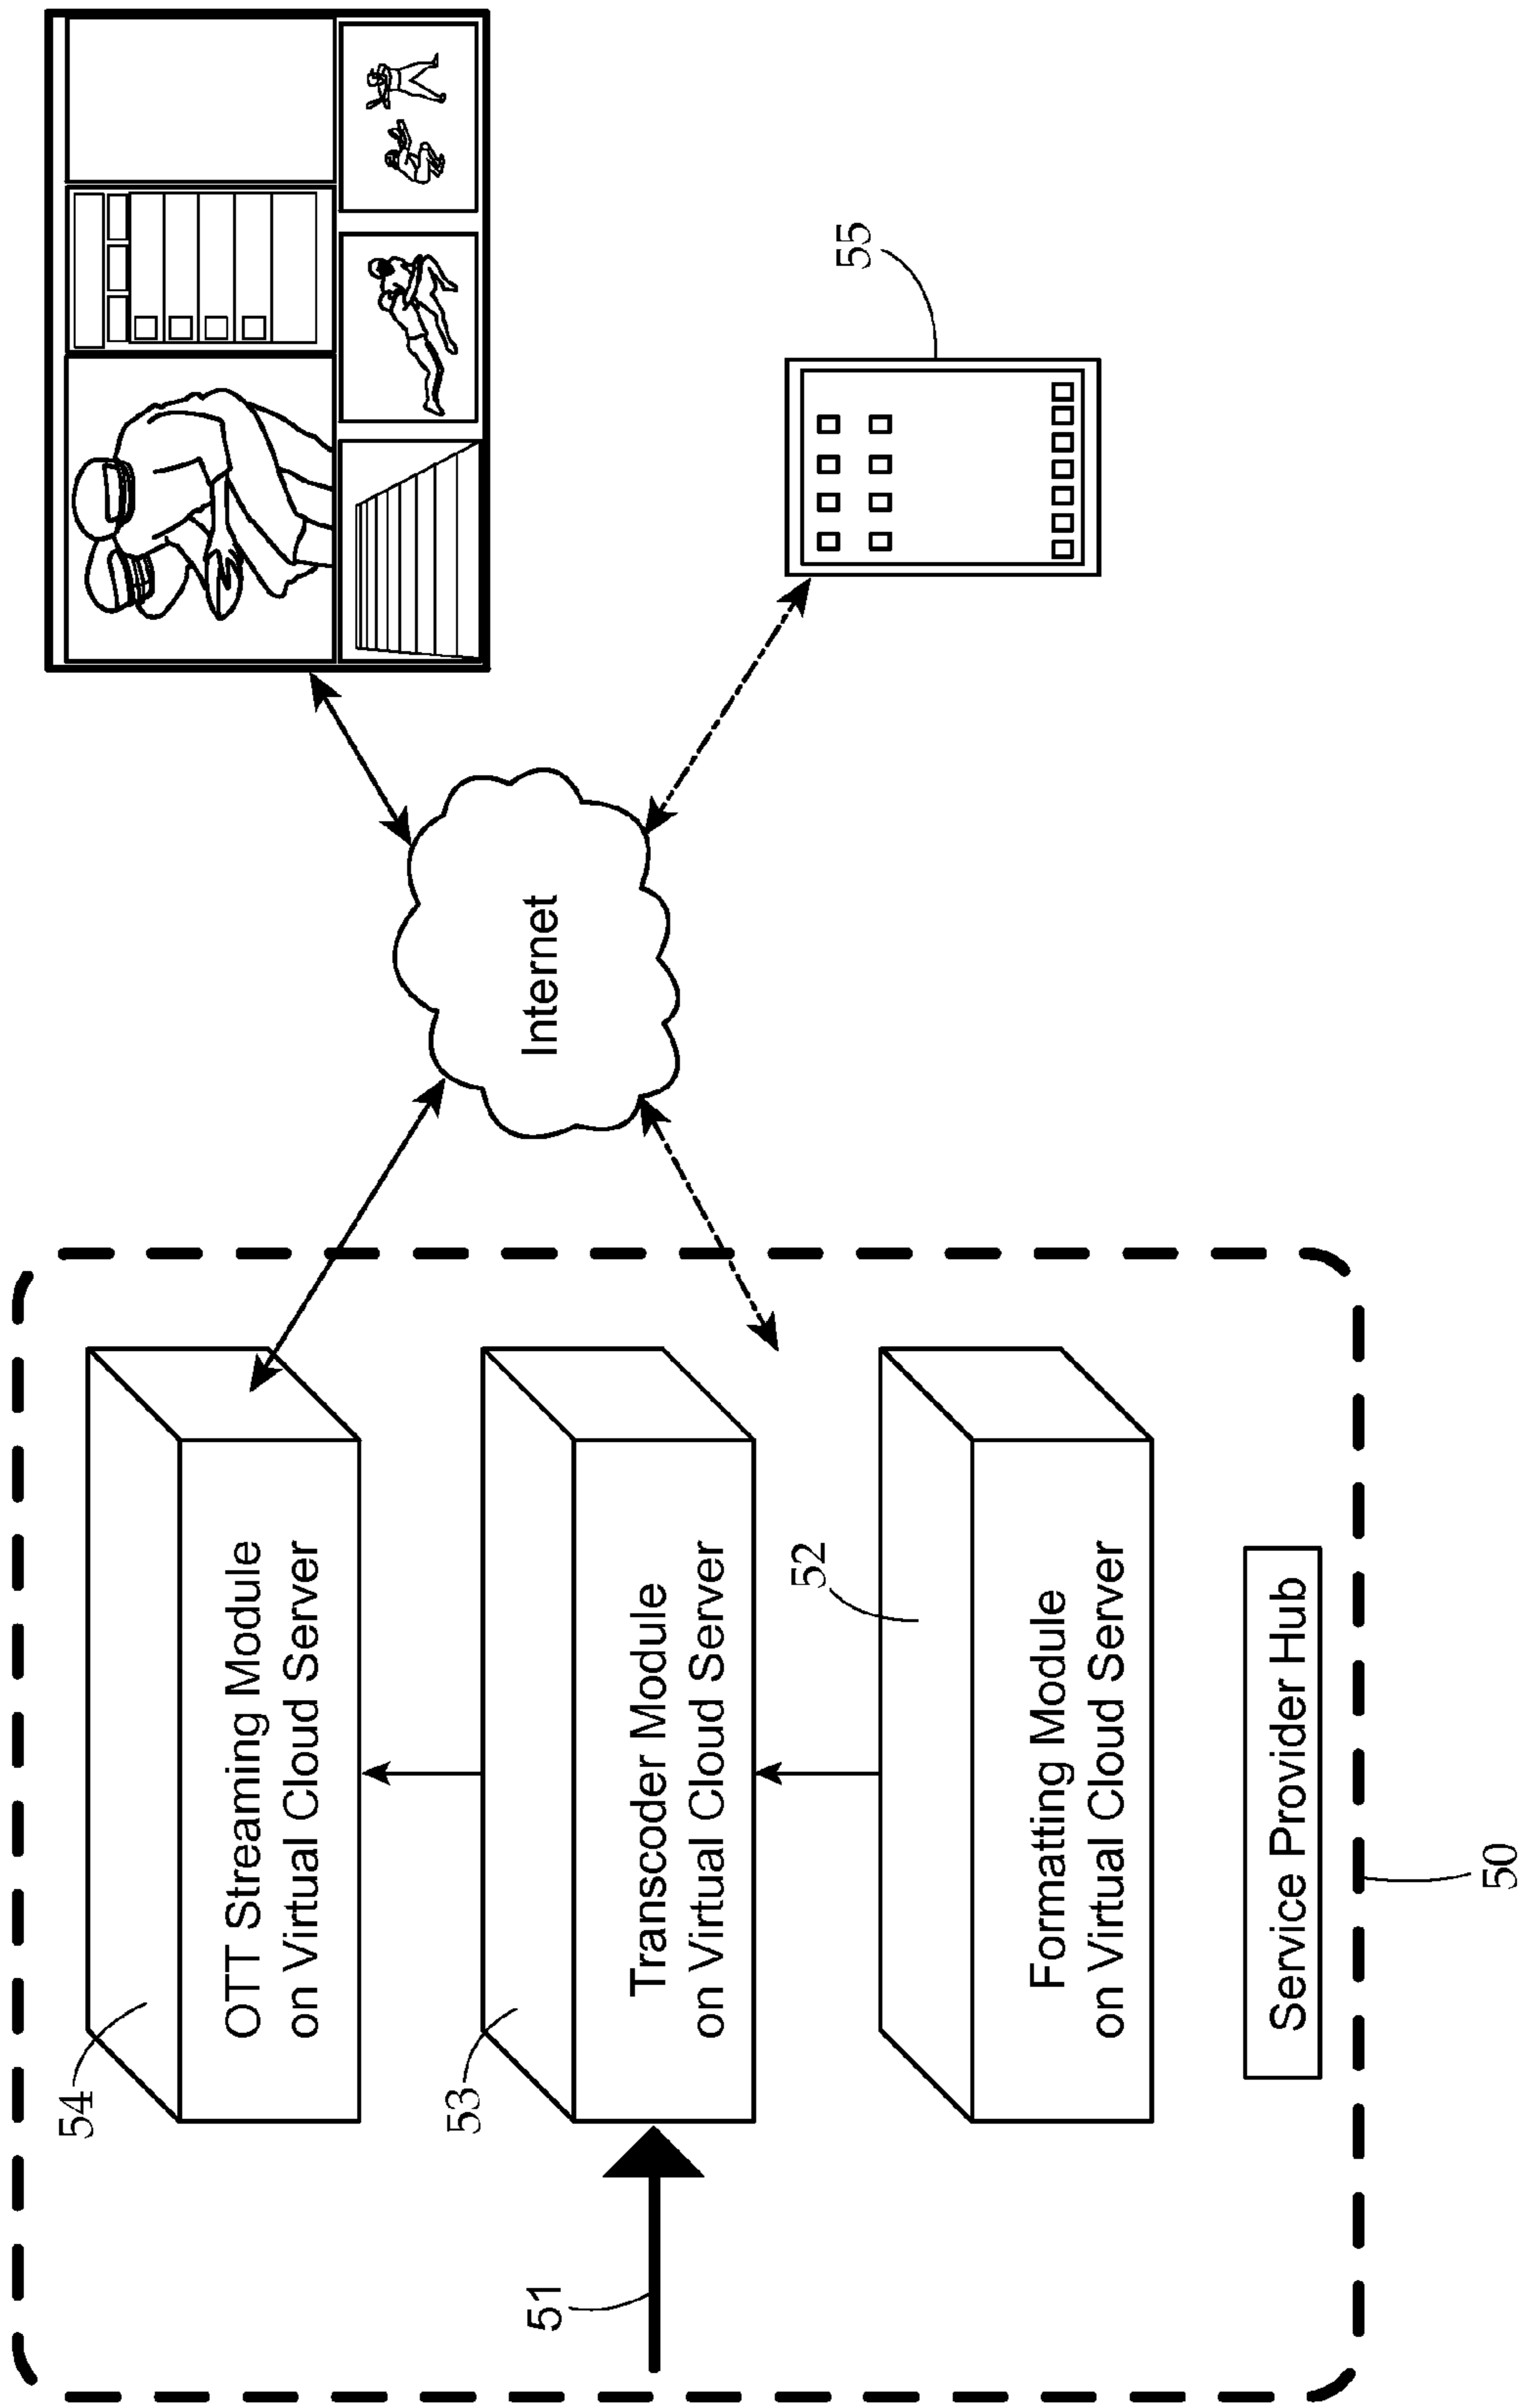 54
OTT Streaming Module
on Virtual Cloud Server
53
Transcoder Module
on Virtual Cloud Server
51
52
Formatting Module
on Virtual Cloud Server
Service Provider Hub
50
Internet
55